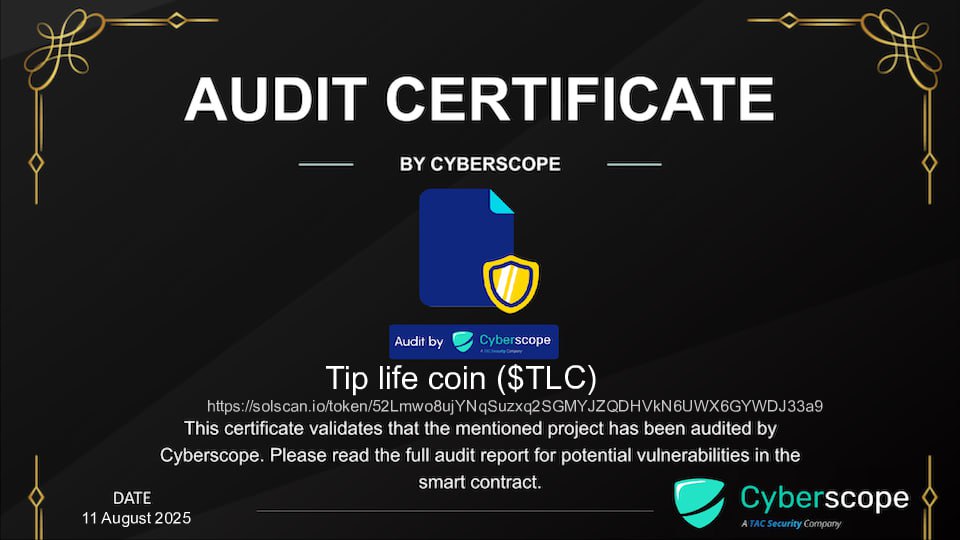 AUDIT CERTIFICATE
BY CYBERSCOPE
Audit by Cyberscope
A TAC Security Company
Tip life coin ($TLC)
https://solscan.io/token/52Lmwo8ujYNqSuzxq2SGMYJZQDHVkN6UWX6GYWDJ33a9
This certificate validates that the mentioned project has been audited by
Cyberscope. Please read the full audit report for potential vulnerabilities in the
smart contract.
DATE
11 August 2025
Cyberscope
A TAC Security Company